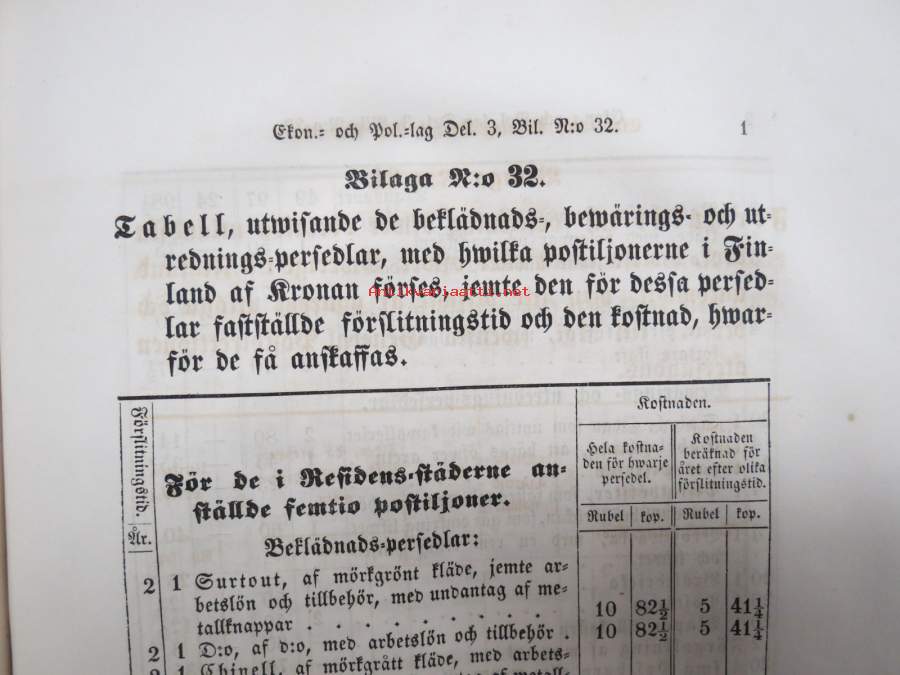 Ekon.- och Pol.-lag Del. 3, Bil. N:o 32. 1
Bilaga N:o 32.
Tabell, utwisande de beklädnads-, bewärings- och ut-
rednings-persedlar, med hwilka postiljonerne i Fin-
land af Kronan förses, jemte den för dessa persed-
lar fastställde förslitningstid och den kostnad, hwar-
för de få anskaffas.
Antikvariaatti.net
Förslitningstid.
År.
För de i Residens-städerne an-
ställde femtio postiljoner.
Beklädnads-persedlar:
Kostnaden.
Hela kostna-
den för hwarje
persedel.
Kostnaden
beräknad för
året efter olika
förslitningstid.
Rubel kop. Rubel kop.
2 1 Surtout, af mörkgrönt kläde, jemte ar-
betslön och tillbehör, med undantag af me-
tallknappar . . . . . . . . . 10 82½ 5 41¼
2 1 D:o, af d:o, med arbetslön och tillbehör . 10 82½ 5 41¼
2 1 Chinell, af mörkgrått kläde, med arbets-